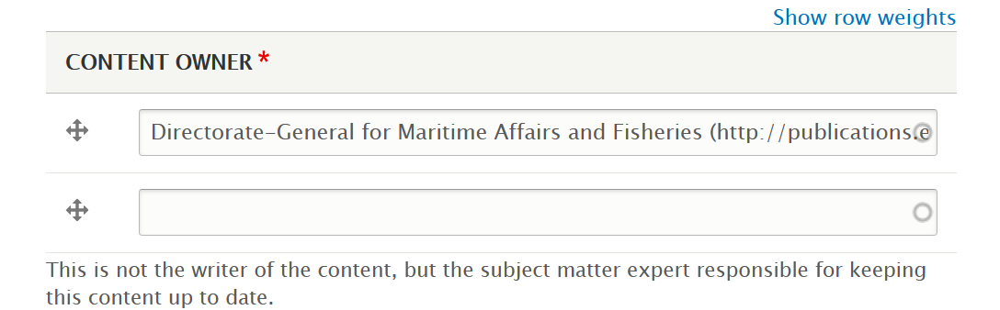 Show row weights
CONTENT OWNER *
Directorate-General for Maritime Affairs and Fisheries (http://publications.e
This is not the writer of the content, but the subject matter expert responsible for keeping
this content up to date.